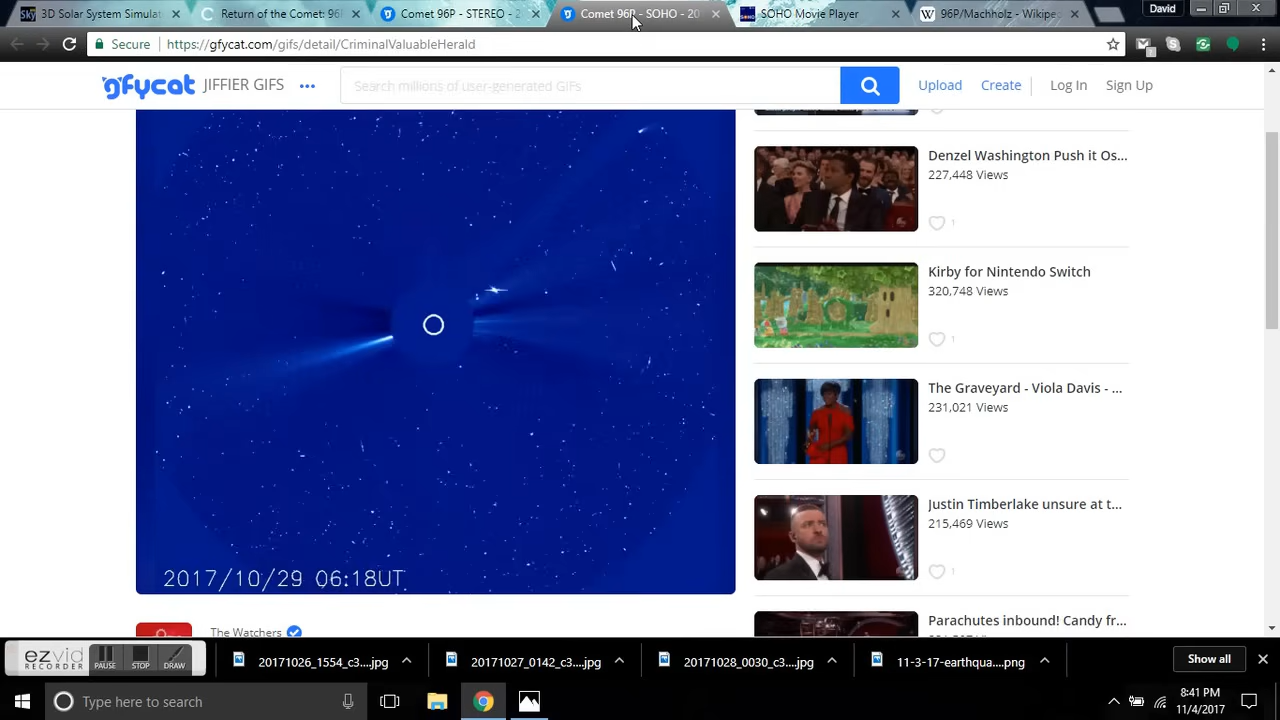 3D Solar System Simulat
Return of the Comet: 96P
Comet 96P - STEREO - 2
Comet 96P - SOHO - 20
SOHO Movie Player
96P/Machholz - Wikipe
David
Secure
https://gfycat.com/gifs/detail/CriminalValuableHerald
1
gfycat JIFFIER GIFS
Search millions of user-generated GIFs
Upload
Create
Log In
Sign Up
Denzel Washington Push it Os...
227,448 Views
1
Kirby for Nintendo Switch
320,748 Views
1
The Graveyard - Viola Davis - ...
231,021 Views
Justin Timberlake unsure at t...
215,469 Views
1
Parachutes inbound! Candy fr...
2017/10/29 06:18UT
The Watchers
ezvid
RECORDER
PAUSE
STOP
DRAW
20171026_1554_c3....jpg
20171027_0142_c3....jpg
20171028_0030_c3....jpg
11-3-17-earthqua....png
Show all
Type here to search
8:41 PM
11/4/2017